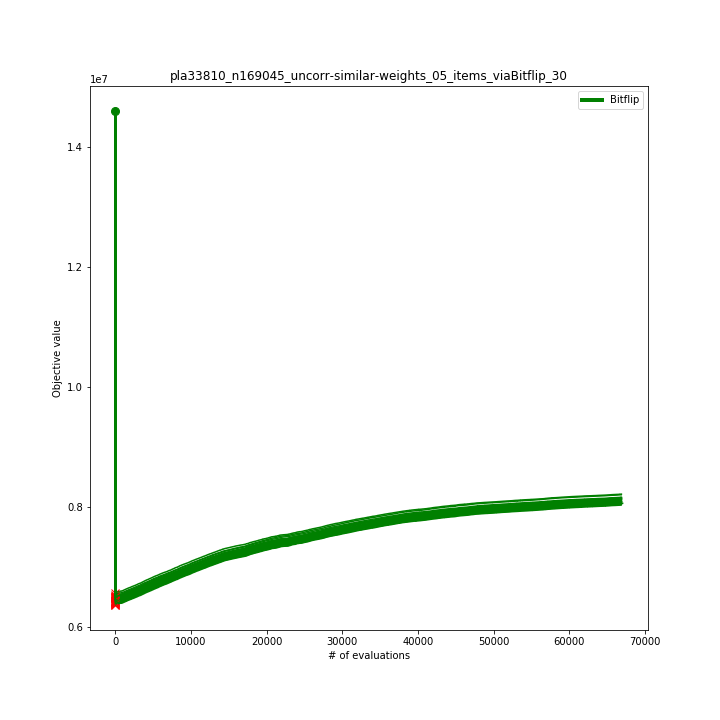 pla33810_n169045_uncorr-similar-weights_05_items_viaBitflip_30
1e7
Bitflip
1.4
1.2
1.0
0.8
0.6
Objective value
0 10000 20000 30000 40000 50000 60000 70000
# of evaluations